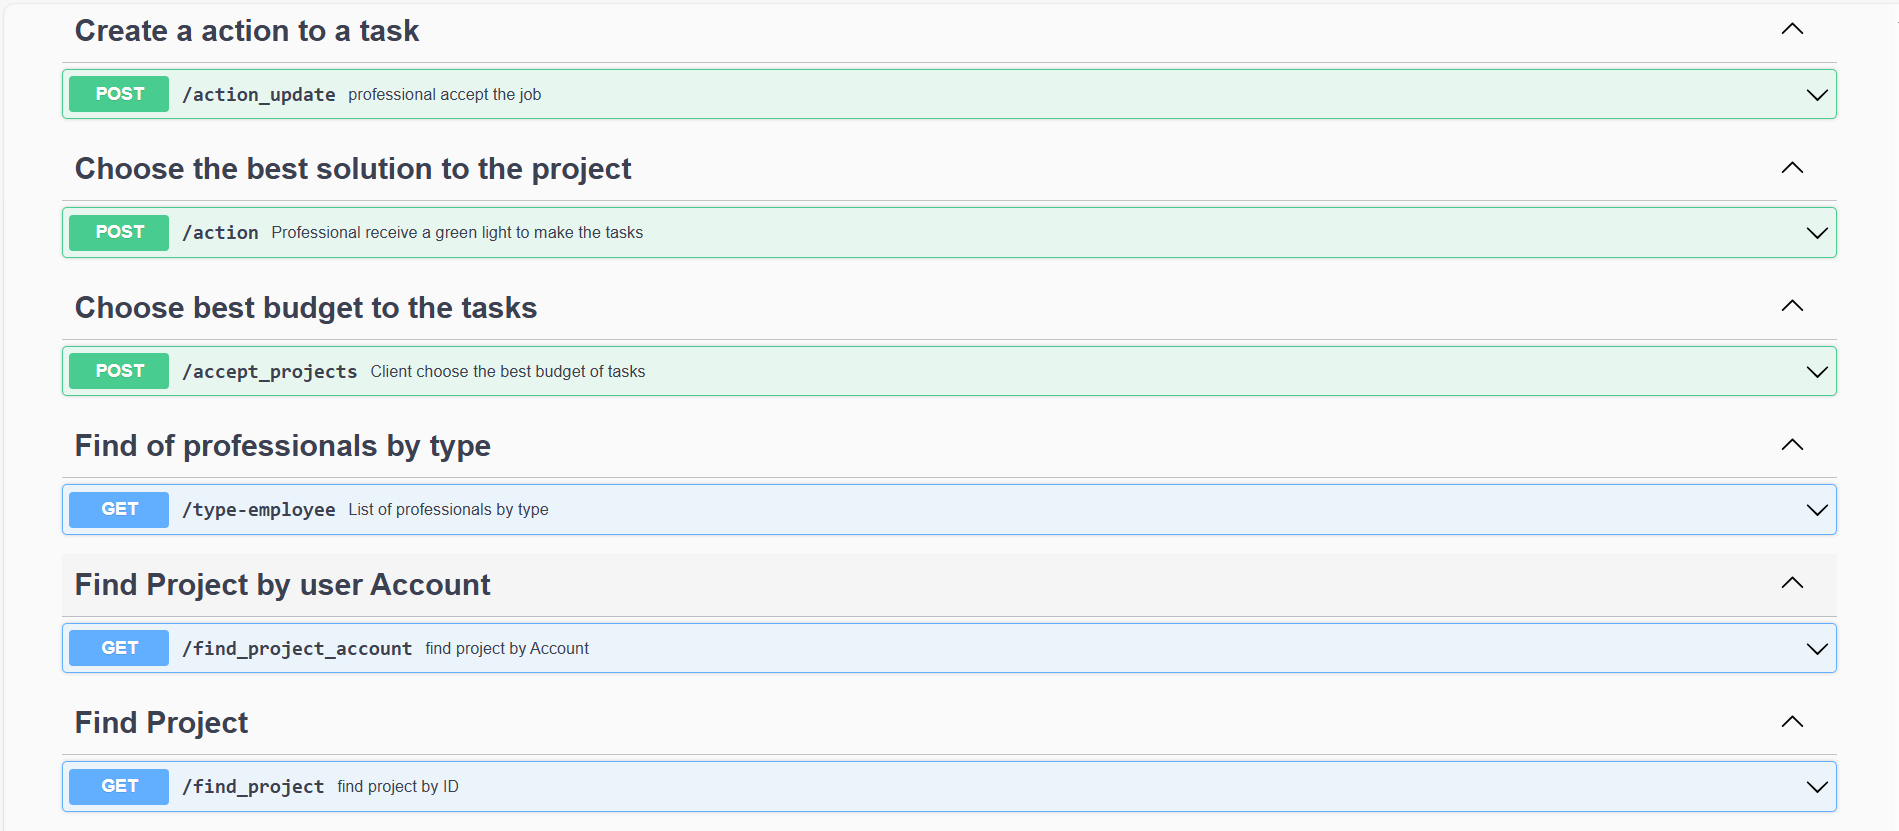 Create a action to a task
POST /action_update professional accept the job
Choose the best solution to the project
POST /action Professional receive a green light to make the tasks
Choose best budget to the tasks
POST /accept_projects Client choose the best budget of tasks
Find of professionals by type
GET /type-employee List of professionals by type
Find Project by user Account
GET /find_project_account find project by Account
Find Project
GET /find_project find project by ID